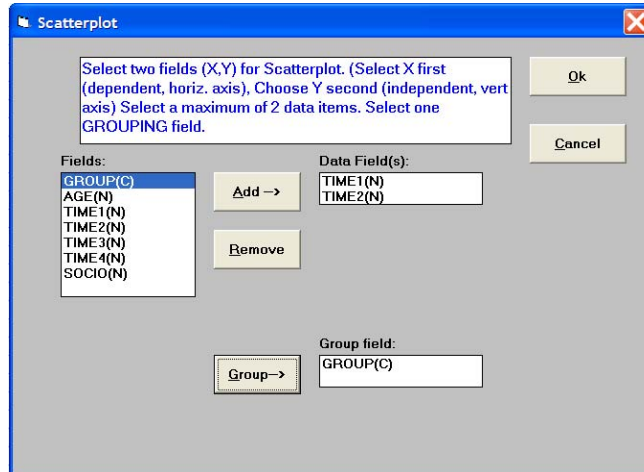 Scatterplot
Select two fields (X,Y) for Scatterplot. (Select X first
(dependent, horiz. axis), Choose Y second (independent, vert
axis) Select a maximum of 2 data items. Select one
GROUPING field.
Ok
Cancel
Fields:
GROUP(C)
AGE(N)
TIME1(N)
TIME2(N)
TIME3(N)
TIME4(N)
SOCIO(N)
Add -->
Remove
Data Field(s):
TIME1(N)
TIME2(N)
Group-->
Group field:
GROUP(C)